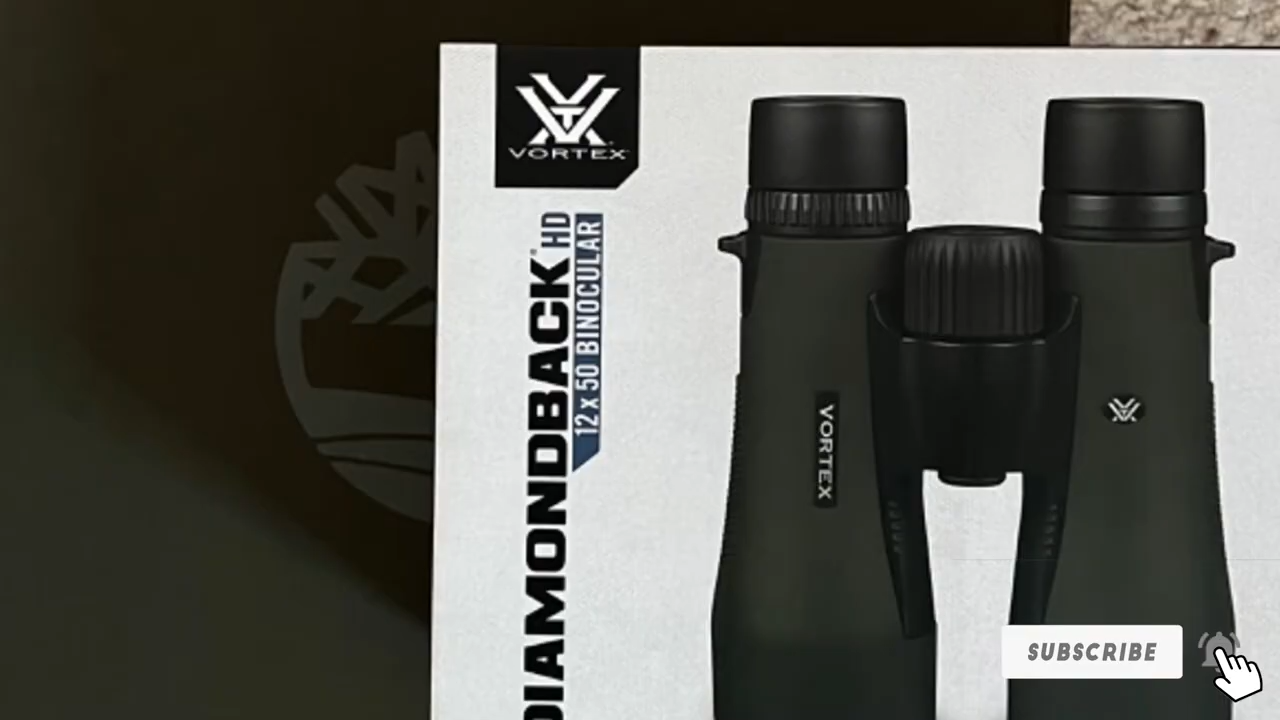 VORTEX
DIAMONDBACK® HD
12 x 50 BINOCULAR
VORTEX
SUBSCRIBE